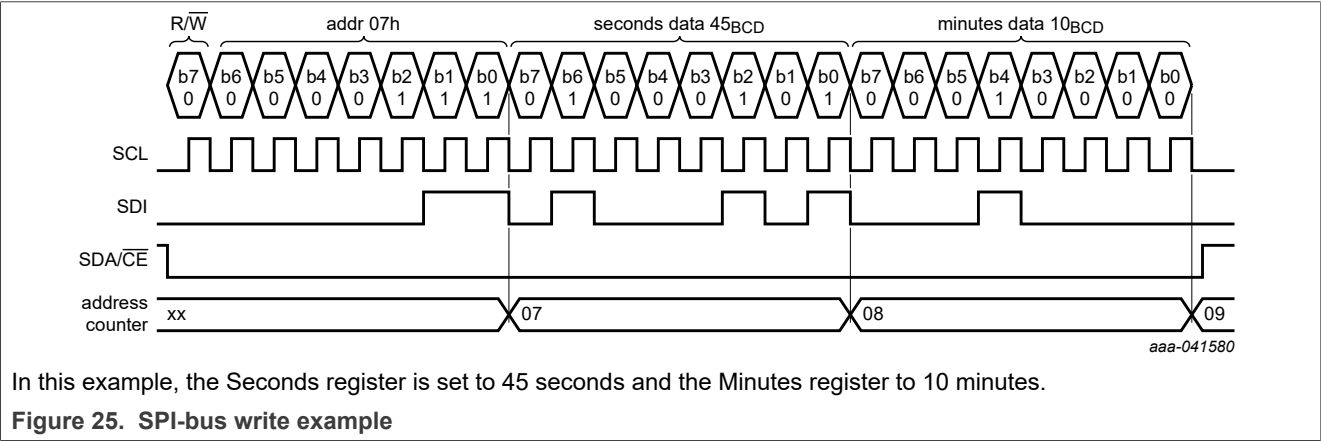 R/W addr 07h seconds data 45BCD minutes data 10BCD
b7 b6 b5 b4 b3 b2 b1 b0 b7 b6 b5 b4 b3 b2 b1 b0 b7 b6 b5 b4 b3 b2 b1 b0
0 0 0 0 0 1 1 1 0 1 0 0 0 1 0 1 0 0 0 1 0 0 0 0
SCL
SDI
SDA/CE
address
counter
xx 07 08 09
aaa-041580
In this example, the Seconds register is set to 45 seconds and the Minutes register to 10 minutes.
Figure 25. SPI-bus write example